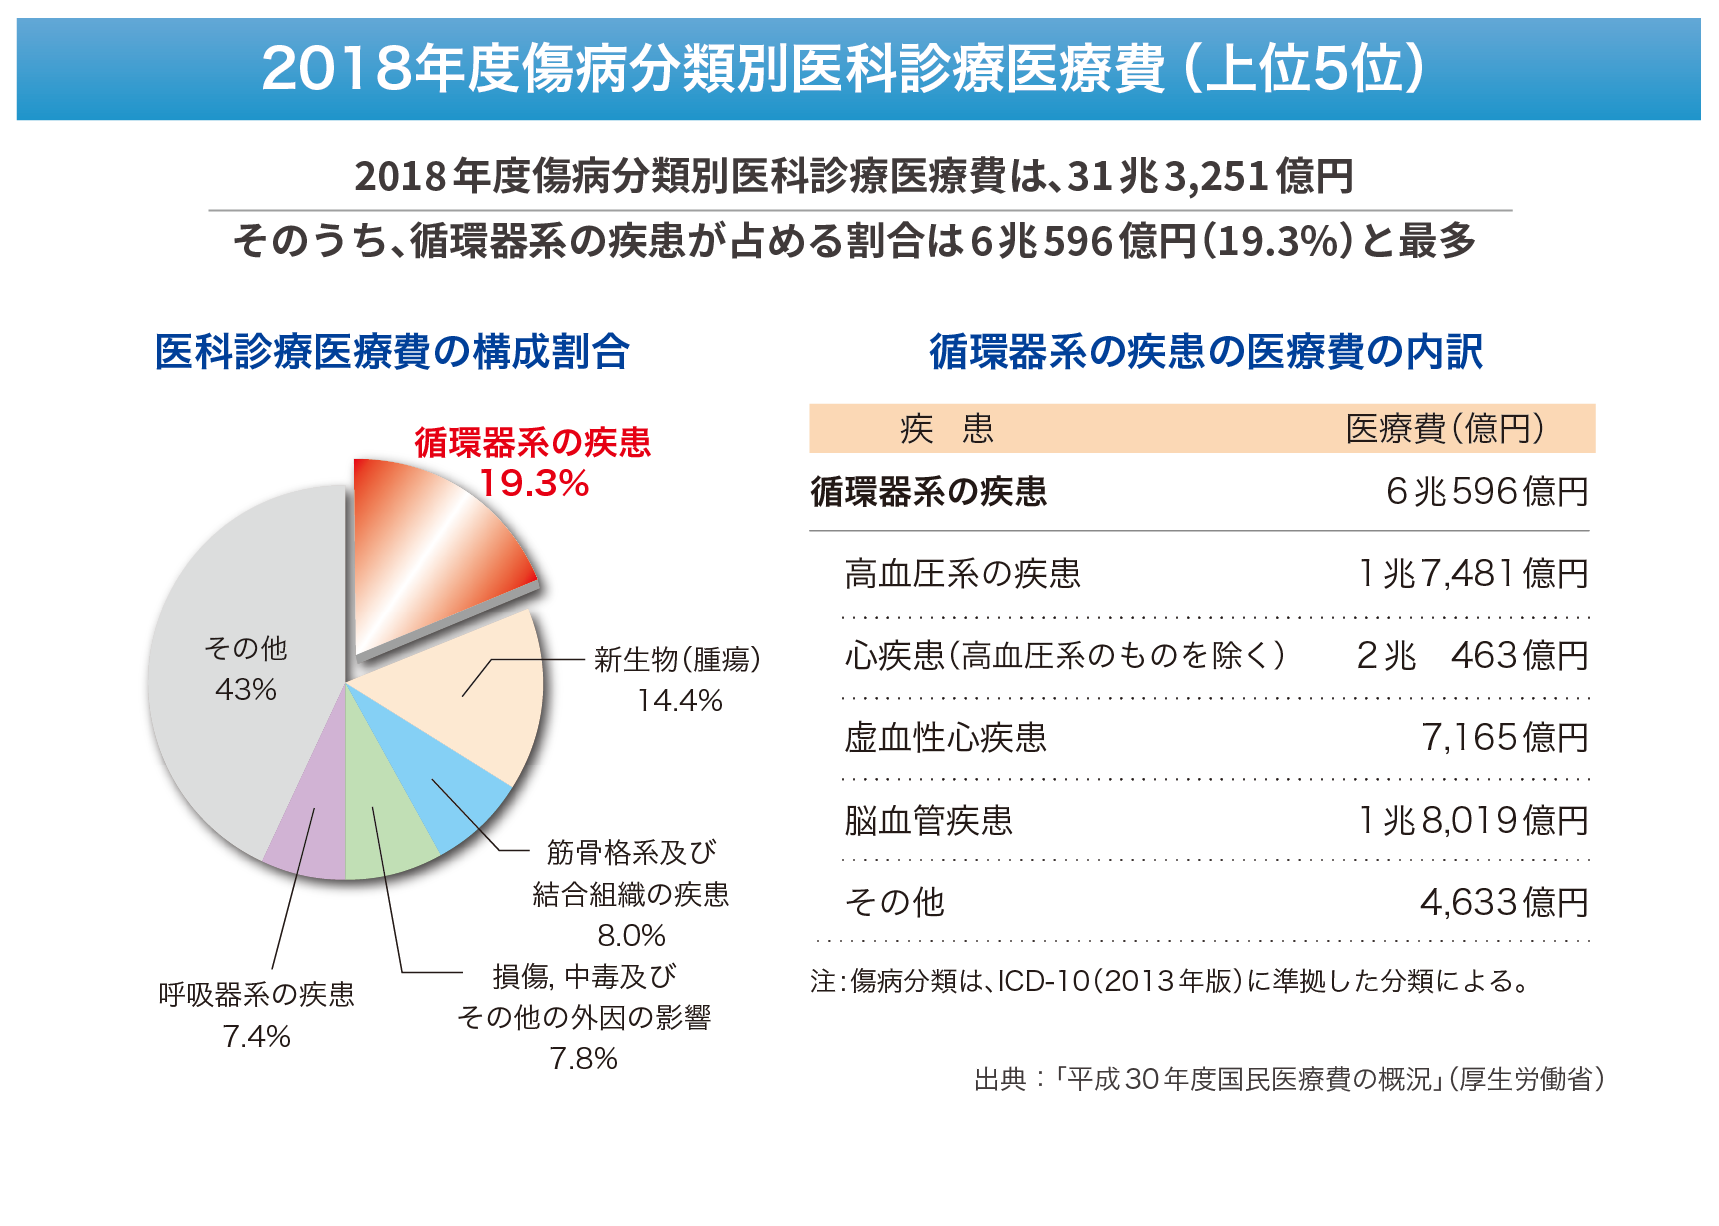 2018年度傷病分類別医科診療医療費（上位5位）
2018年度傷病分類別医科診療医療費は、31兆3,251億円
そのうち、循環器系の疾患が占める割合は6兆596億円（19.3%）と最多
医科診療医療費の構成割合
循環器系の疾患
19.3%
新生物（腫瘍）
14.4%
筋骨格系及び
結合組織の疾患
8.0%
損傷, 中毒及び
その他の外因の影響
7.8%
呼吸器系の疾患
7.4%
その他
43%
循環器系の疾患の医療費の内訳
疾　患　医療費（億円）
循環器系の疾患　6兆596億円
高血圧系の疾患　1兆7,481億円
心疾患（高血圧系のものを除く）　2兆　463億円
虚血性心疾患　7,165億円
脳血管疾患　1兆8,019億円
その他　4,633億円
注：傷病分類は、ICD-10（2013年版）に準拠した分類による。
出典：「平成30年度国民医療費の概況」（厚生労働省）